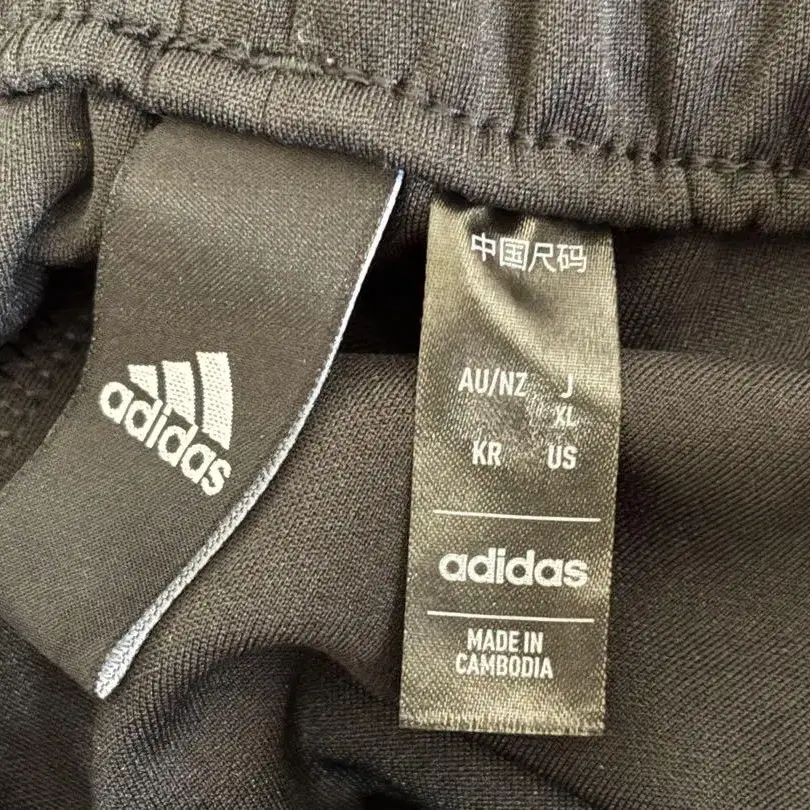 adidas
中国尺码
AU/NZ J
XL
KR US
adidas
MADE IN
CAMBODIA